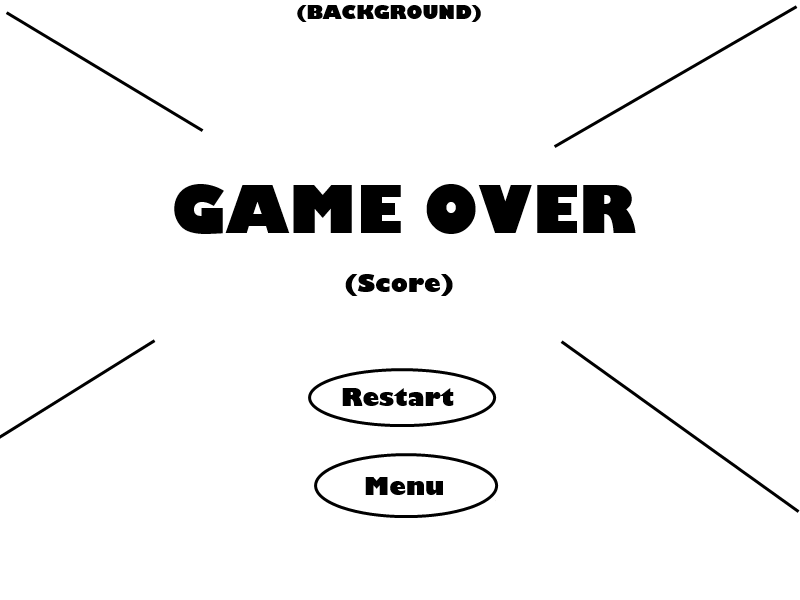 (BACKGROUND)
GAME OVER
(Score)
Restart
Menu